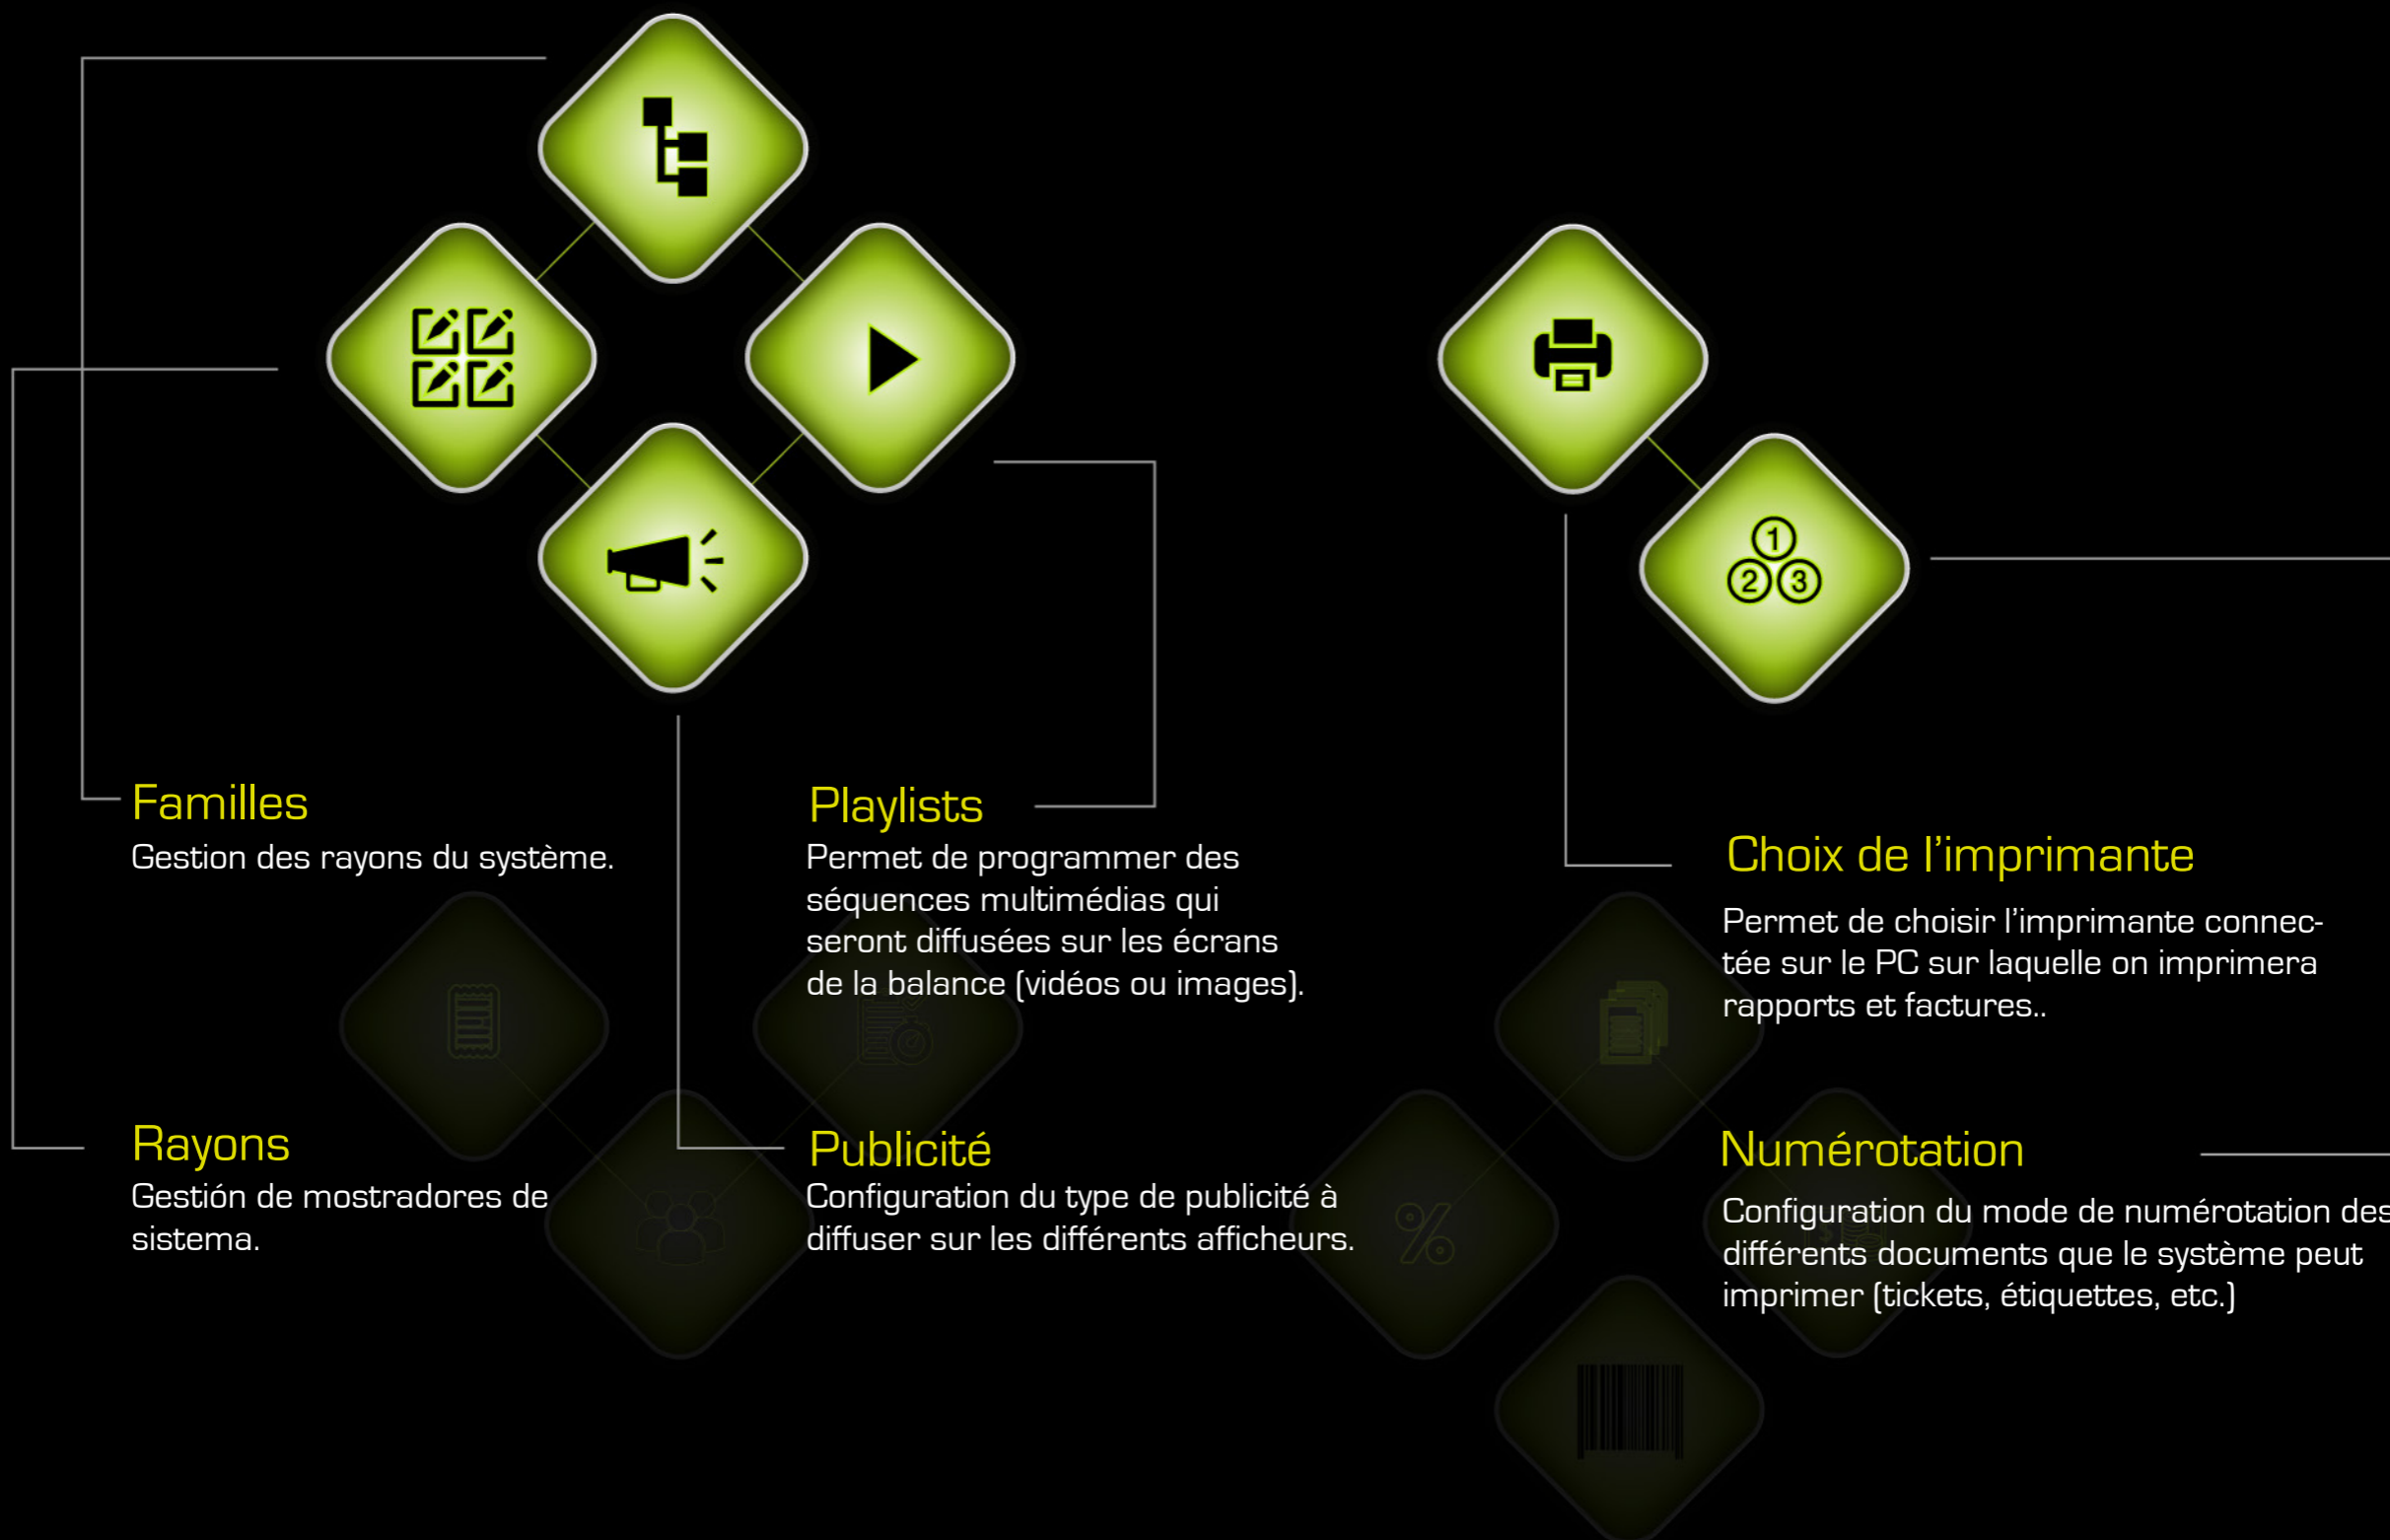 1
2 3
Familles
Gestion des rayons du système.
Rayons
Gestión de mostradores de
sistema.
Playlists
Permet de programmer des
séquences multimédias qui
seront diffusées sur les écrans
de la balance (vidéos ou images).
Publicité
Configuration du type de publicité à
diffuser sur les différents afficheurs.
Choix de l'imprimante
Permet de choisir l'imprimante connec-
tée sur le PC sur laquelle on imprimera
rapports et factures..
Numérotation
Configuration du mode de numérotation des
différents documents que le système peut
imprimer (tickets, étiquettes, etc.)
%
$